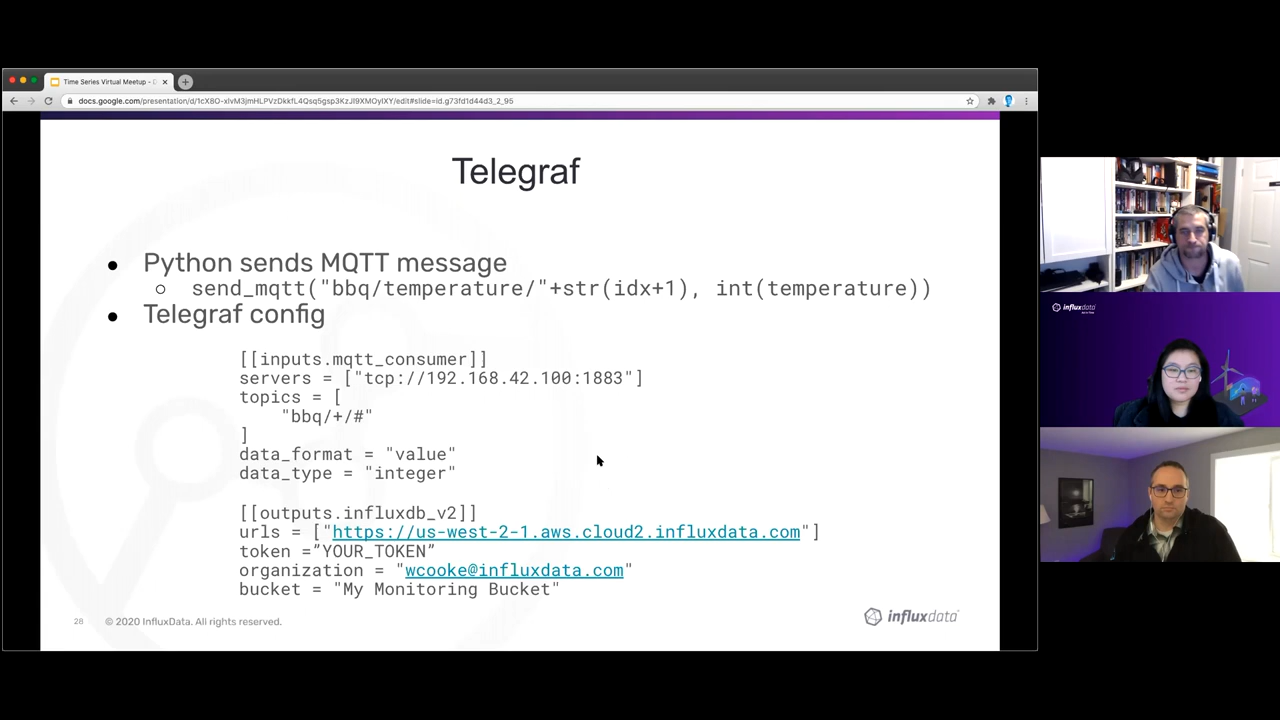 Time Series Virtual Meetup -
docs.google.com/presentation/d/1cX8O-xlvM3jmHLPVzDkkfL4Qsq5gsp3KzJI9XMOyIXY/edit#slide=id.g73fd1d44d3_2_95
Telegraf
● Python sends MQTT message
○ send_mqtt("bbq/temperature/"+str(idx+1), int(temperature))
● Telegraf config
[[inputs.mqtt_consumer]]
servers = ["tcp://192.168.42.100:1883"]
topics = [
"bbq/+/#"
]
data_format = "value"
data_type = "integer"
[[outputs.influxdb_v2]]
urls = ["https://us-west-2-1.aws.cloud2.influxdata.com"]
token =”YOUR_TOKEN”
organization = "wcooke@influxdata.com"
bucket = "My Monitoring Bucket"
28 © 2020 InfluxData. All rights reserved.
influxdata
influxdata